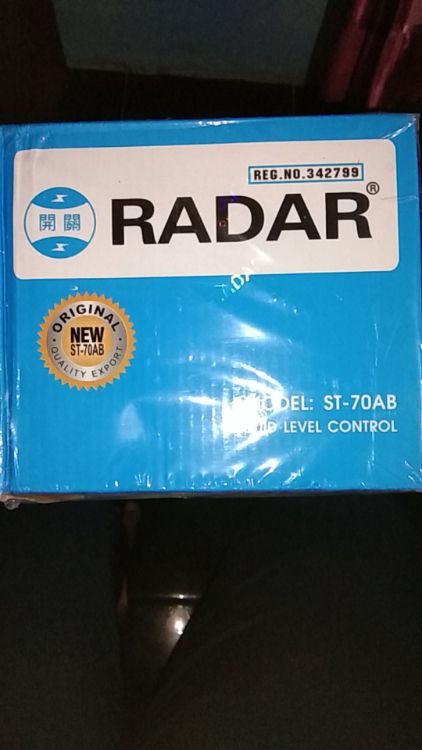 REG.NO.342799
開關
RADAR®
ORIGINAL
NEW
ST-70AB
QUALITY EXPORT
ST-70AB
LEVEL CONTROL